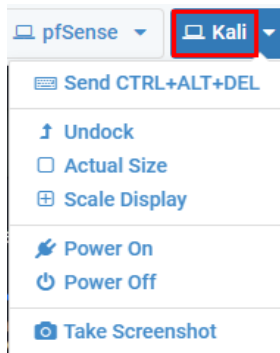 pfSense
Kali
Send CTRL+ALT+DEL
Undock
Actual Size
Scale Display
Power On
Power Off
Take Screenshot